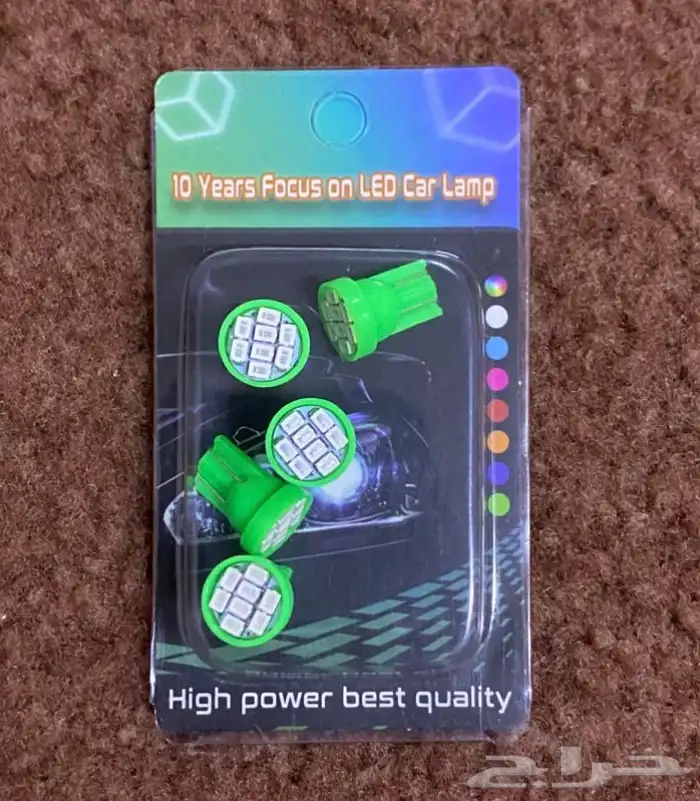 10 Years Focus on LED Car Lamp
High power best quality
حراج